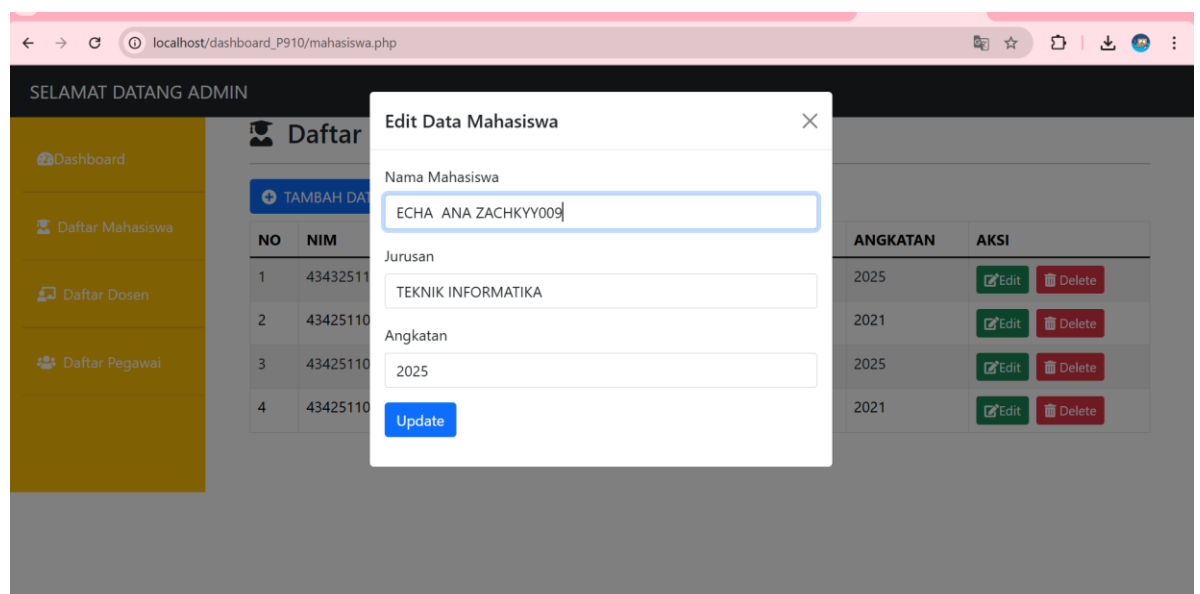 localhost/dashboard_P910/mahasiswa.php
SELAMAT DATANG ADMIN
Dashboard
Daftar Mahasiswa
Daftar Dosen
Daftar Pegawai
Daftar
TAMBAH DAT
NO NIM ANGKATAN AKSI
1 43432511 2025 Edit Delete
2 43425110 2021 Edit Delete
3 43425110 2025 Edit Delete
4 43425110 2021 Edit Delete
Edit Data Mahasiswa
Nama Mahasiswa
ECHA  ANA ZACHKYY009
Jurusan
TEKNIK INFORMATIKA
Angkatan
2025
Update